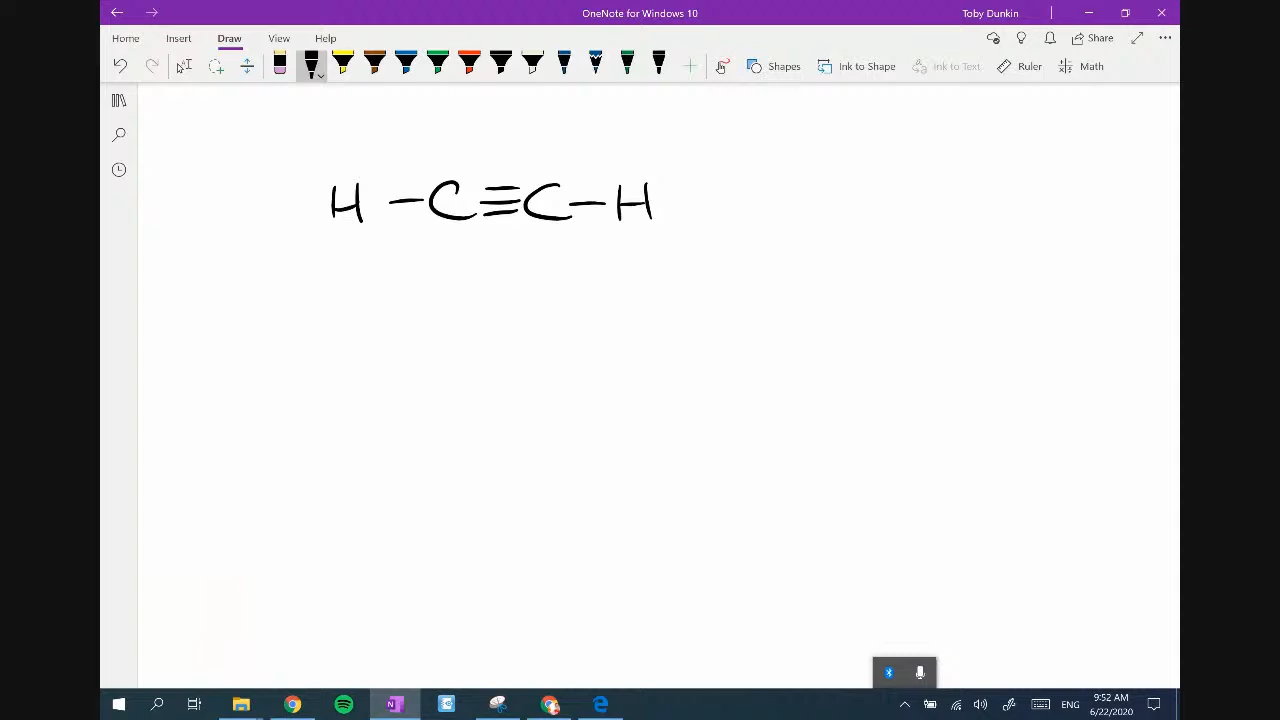 OneNote for Windows 10
Toby Dunkin
Home Insert Draw View Help
Share
Shapes Ink to Shape Ink to Text Ruler Math
H - C ≡ C - H
N
ENG
9:52 AM
6/22/2020